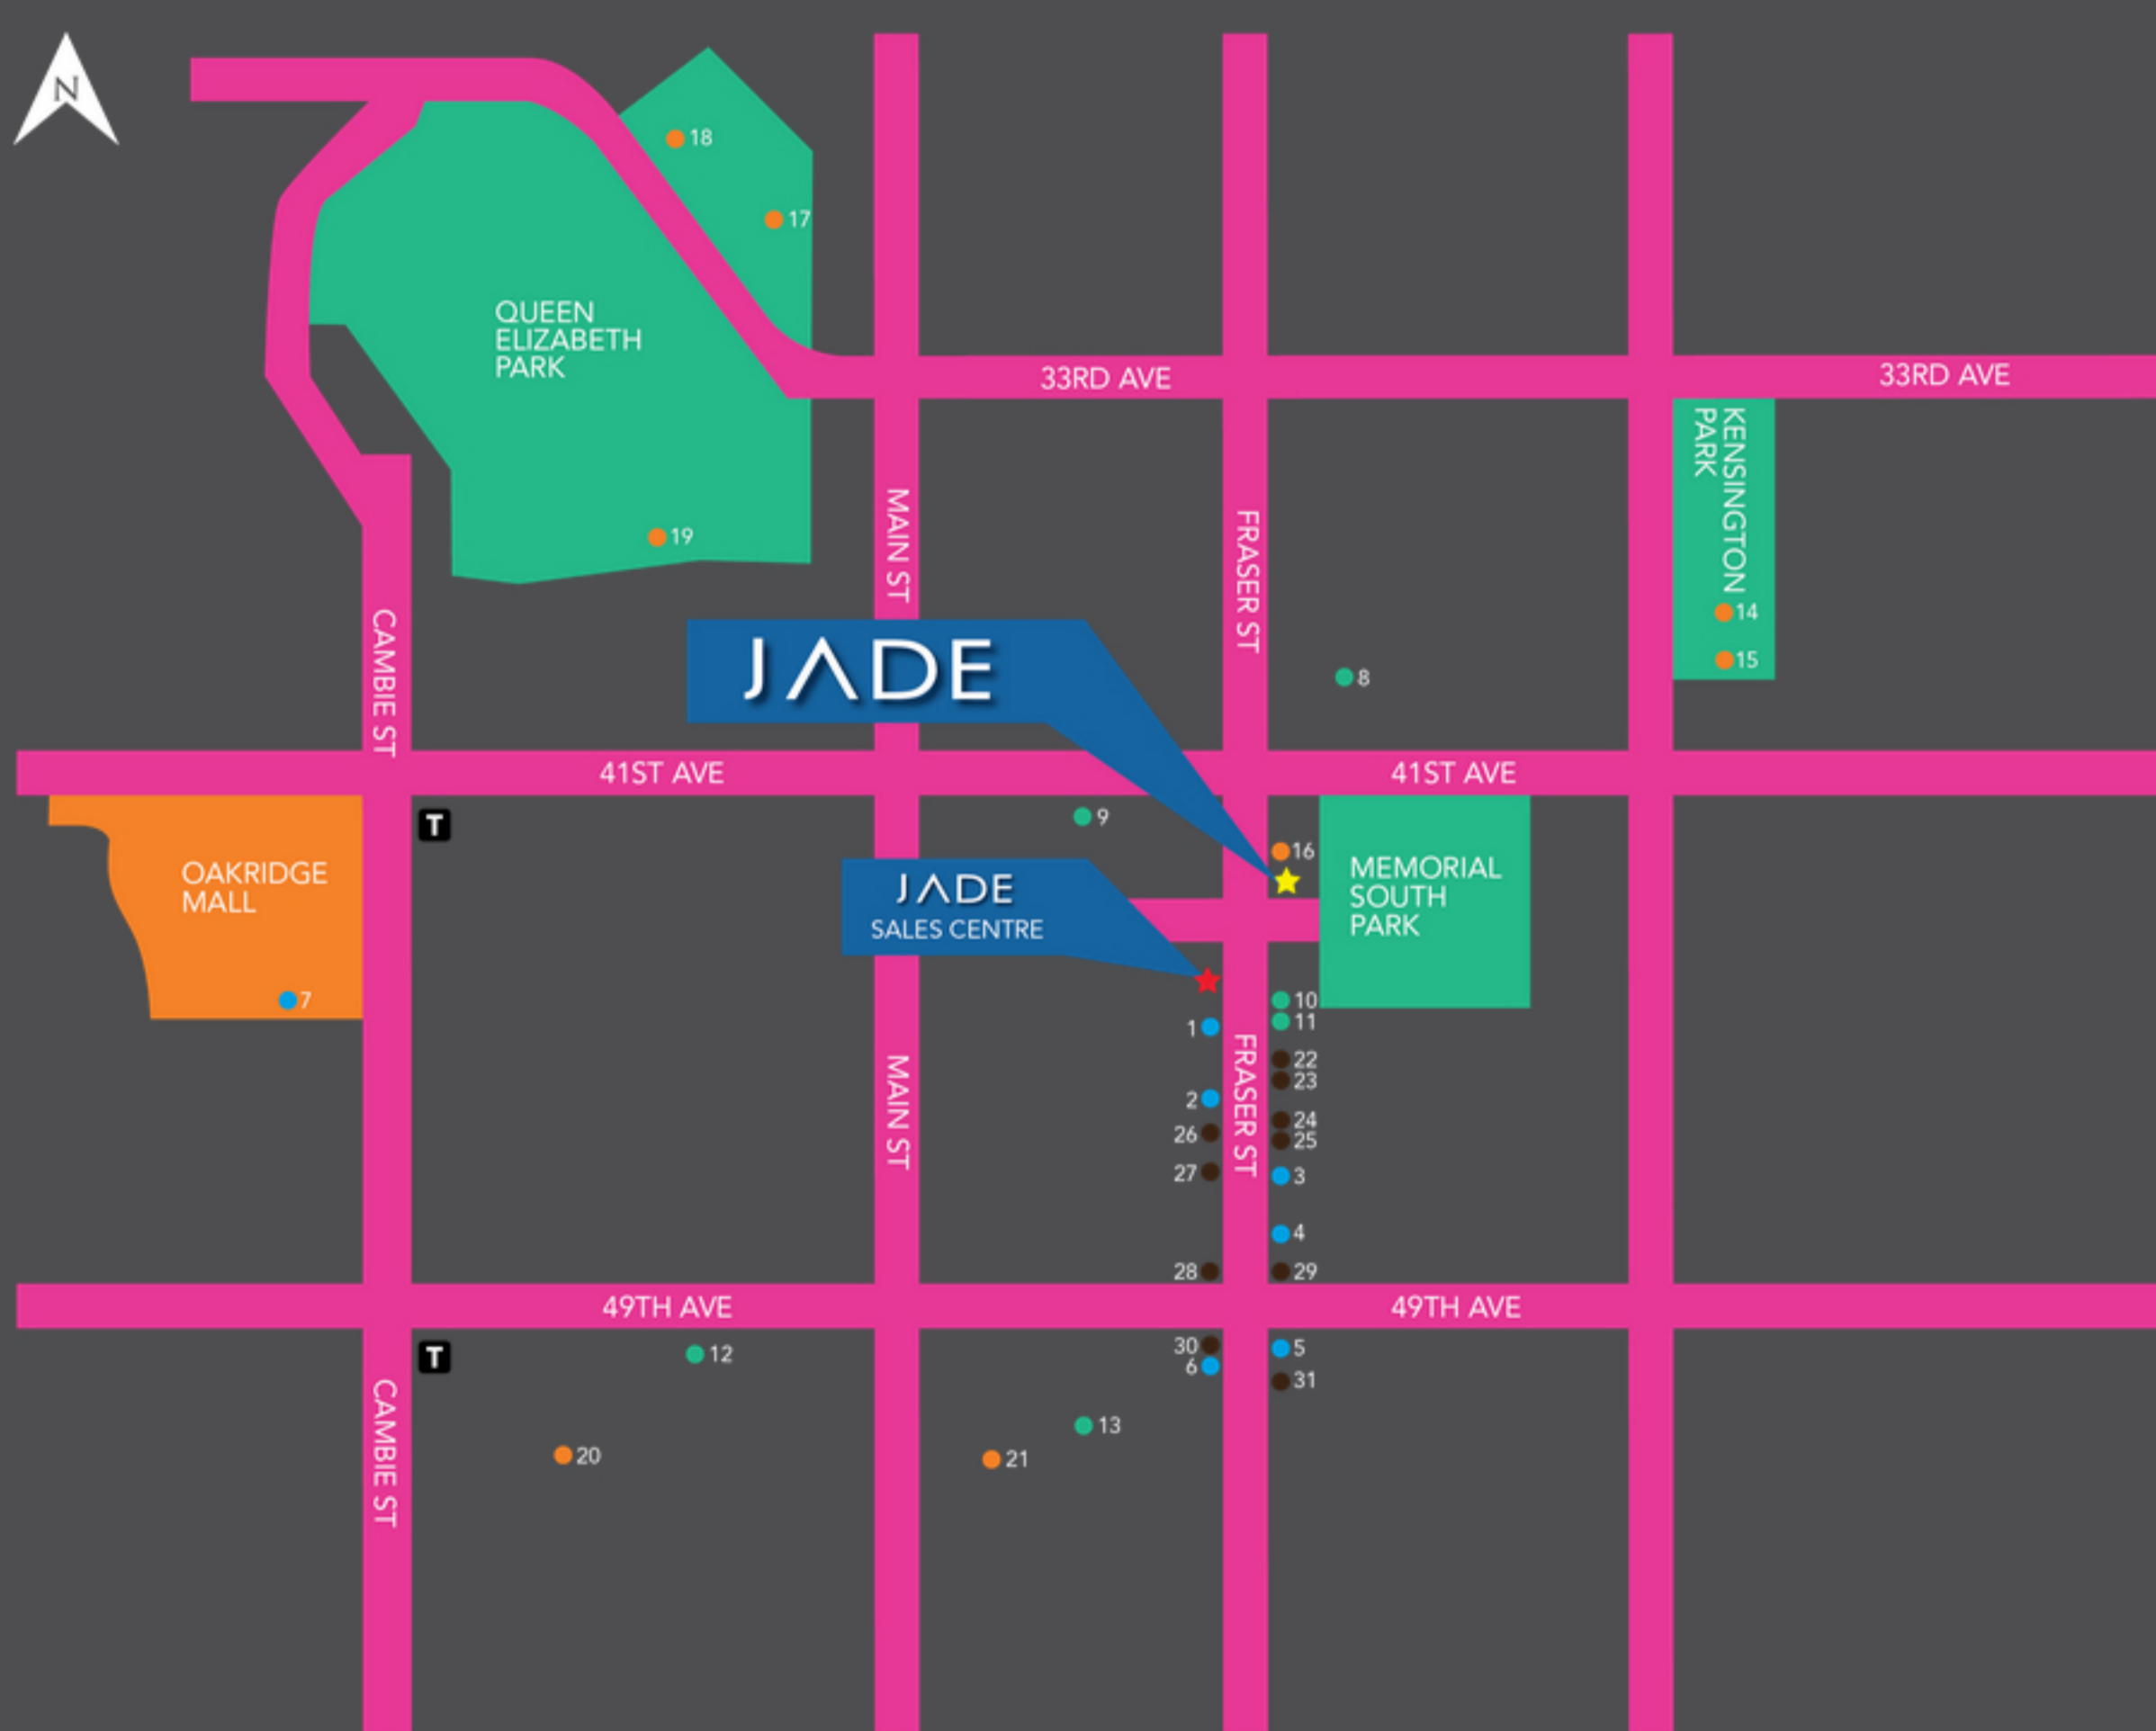 N
18
17
QUEEN
ELIZABETH
PARK
33RD AVE
33RD AVE
KENSINGTON
PARK
19
MAIN ST
FRASER ST
14
15
CAMBIE ST
JADE
8
41ST AVE
41ST AVE
T
9
OAKRIDGE
MALL
16
MEMORIAL
SOUTH
PARK
JADE
SALES CENTRE
7
10
11
1
FRASER ST
MAIN ST
22
23
2
24
26
25
27
3
4
28
29
49TH AVE
49TH AVE
T
12
30
5
6
31
CAMBIE ST
13
20
21